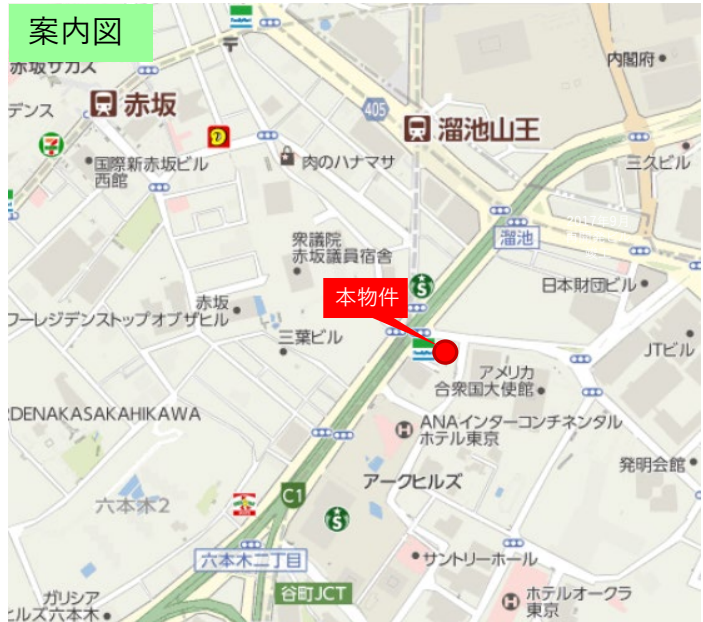 案内図
FamilyMart
赤坂サカス
内閣府
デンス
赤坂
405
溜池山王
国際新赤坂ビル
西館
肉のハナマサ
三久ビル
溜池
衆議院
赤坂議員宿舎
日本財団ビル
本物件
赤坂
フーレジデンストップオブザヒル
三葉ビル
FamilyMart
JTビル
アメリカ
合衆国大使館
DENAKASAKAHIKAWA
ANAインターコンチネンタル
ホテル東京
アークヒルズ
発明会館
六本木2
C1
六本木二丁目
サントリーホール
谷町JCT
ガリシア
ヒルズ六本木
ホテルオークラ
東京